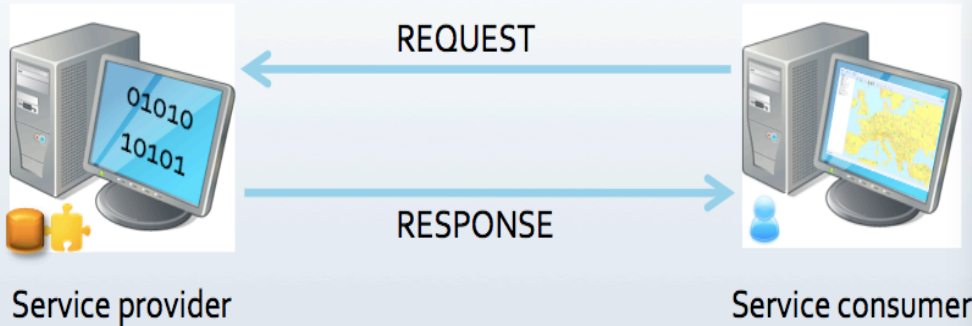 REQUEST
01010
10101
RESPONSE
Service provider
Service consumer